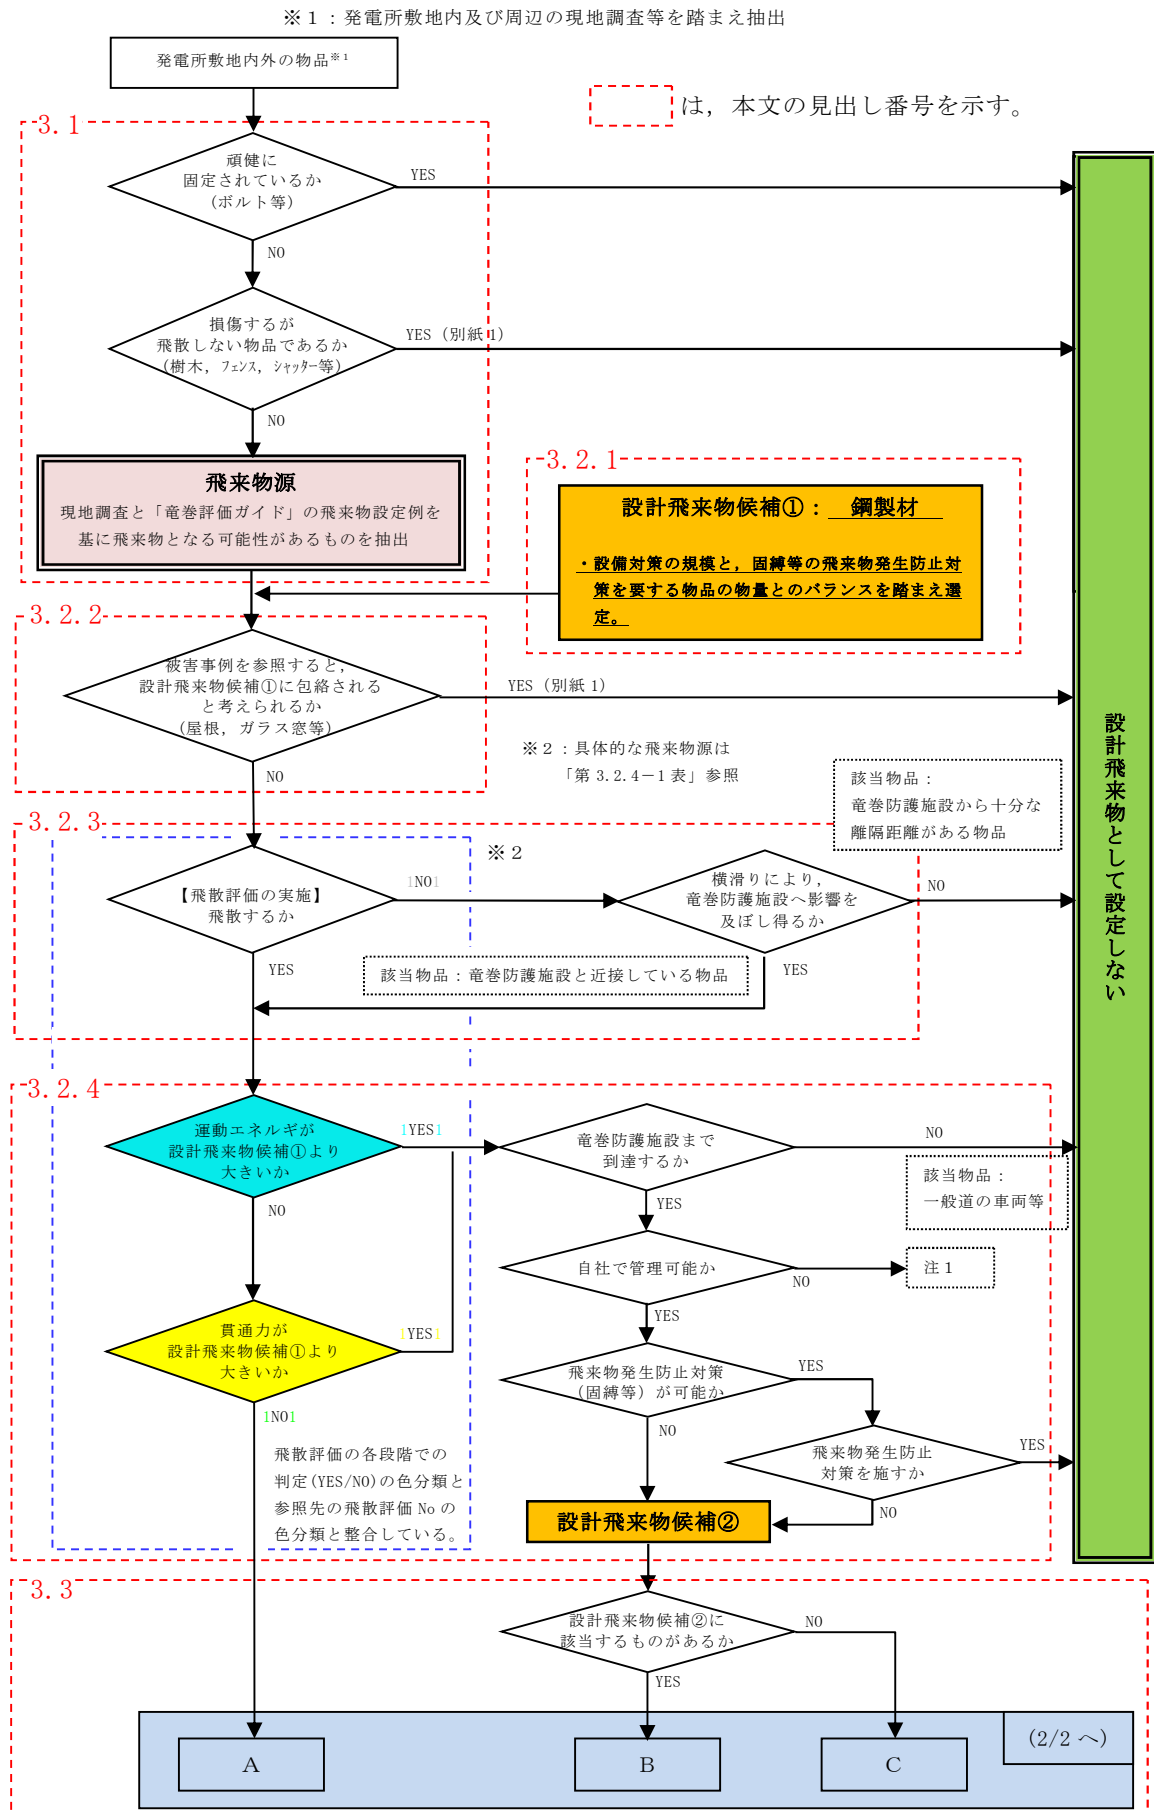 ※１：発電所敷地内及び周辺の現地調査等を踏まえ抽出
発電所敷地内外の物品※1
は，本文の見出し番号を示す。
3.1
頑健に
固定されているか
(ボルト等)
YES
NO
損傷するが
飛散しない物品であるか
(樹木，ﾌｪﾝｽ，ｼｬｯﾀｰ等)
YES（別紙1）
NO
飛来物源
現地調査と「竜巻評価ガイド」の飛来物設定例を
基に飛来物となる可能性があるものを抽出
3.2.1
設計飛来物候補①：　鋼製材
・設備対策の規模と，固縛等の飛来物発生防止対
策を要する物品の物量とのバランスを踏まえ選
定。
3.2.2
被害事例を参照すると，
設計飛来物候補①に包絡される
と考えられるか
(屋根，ガラス窓等)
YES（別紙1）
NO
※２：具体的な飛来物源は
「第 3.2.4－1 表」参照
該当物品：
竜巻防護施設から十分な
離隔距離がある物品
3.2.3
※２
【飛散評価の実施】
飛散するか
1NO1
YES
横滑りにより，
竜巻防護施設へ影響を
及ぼし得るか
NO
YES
該当物品：竜巻防護施設と近接している物品
設計飛来物として設定しない
3.2.4
運動エネルギが
設計飛来物候補①より
大きいか
1YES1
NO
竜巻防護施設まで
到達するか
NO
YES
該当物品：
一般道の車両等
自社で管理可能か
NO
注１
YES
貫通力が
設計飛来物候補①より
大きいか
1YES1
1NO1
飛来物発生防止対策
（固縛等）が可能か
YES
NO
飛来物発生防止
対策を施すか
YES
NO
飛散評価の各段階での
判定(YES/NO)の色分類と
参照先の飛散評価 No の
色分類と整合している。
設計飛来物候補②
3.3
設計飛来物候補②に
該当するものがあるか
NO
YES
(2/2 へ)
A
B
C